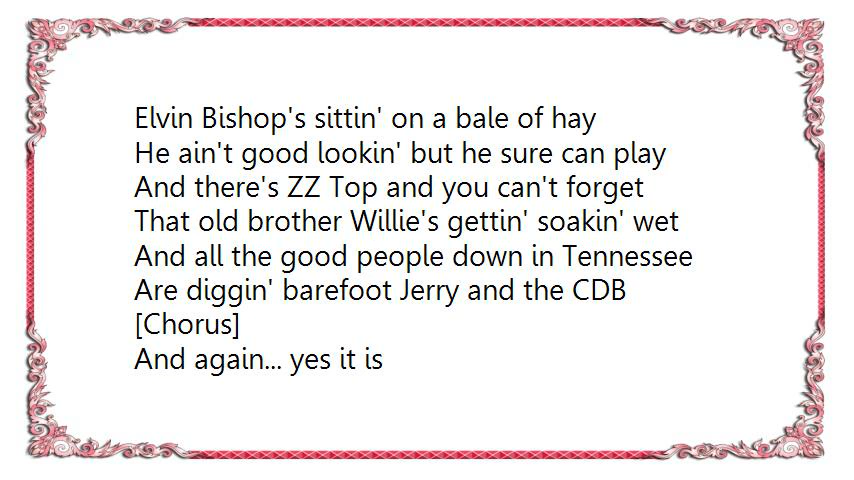 Elvin Bishop's sittin' on a bale of hay
He ain't good lookin' but he sure can play
And there's ZZ Top and you can't forget
That old brother Willie's gettin' soakin' wet
And all the good people down in Tennessee
Are diggin' barefoot Jerry and the CDB
[Chorus]
And again... yes it is